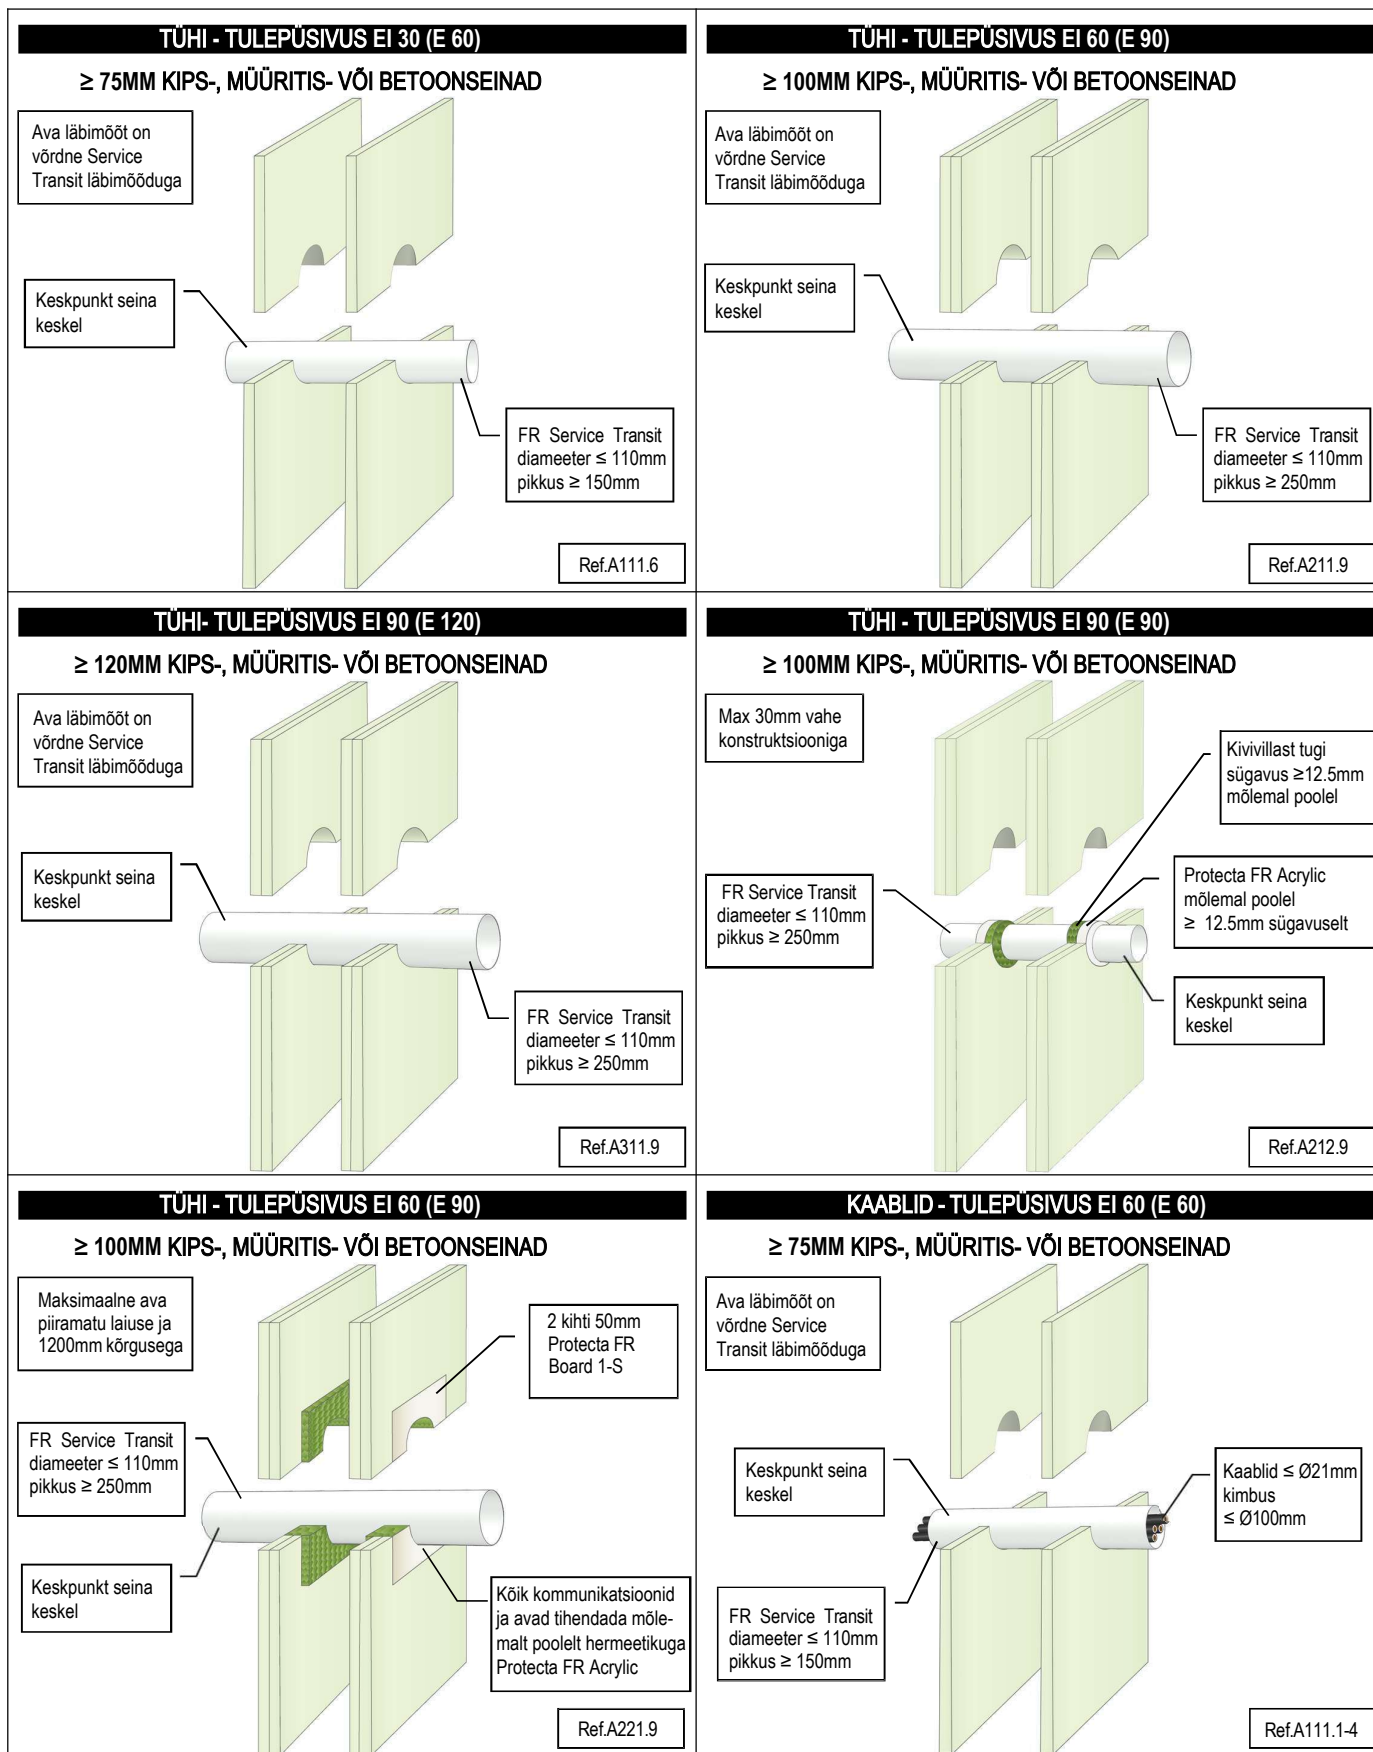 TÜHI - TULEPÜSIVUS EI 30 (E 60)
≥ 75MM KIPS-, MÜÜRITIS- VÕI BETOONSEINAD
Ava läbimõõt on
võrdne Service
Transit läbimõõduga
Keskpunkt seina
keskel
FR Service Transit
diameeter ≤ 110mm
pikkus ≥ 150mm
Ref.A111.6
TÜHI - TULEPÜSIVUS EI 60 (E 90)
≥ 100MM KIPS-, MÜÜRITIS- VÕI BETOONSEINAD
Ava läbimõõt on
võrdne Service
Transit läbimõõduga
Keskpunkt seina
keskel
FR Service Transit
diameeter ≤ 110mm
pikkus ≥ 250mm
Ref.A211.9
TÜHI- TULEPÜSIVUS EI 90 (E 120)
≥ 120MM KIPS-, MÜÜRITIS- VÕI BETOONSEINAD
Ava läbimõõt on
võrdne Service
Transit läbimõõduga
Keskpunkt seina
keskel
FR Service Transit
diameeter ≤ 110mm
pikkus ≥ 250mm
Ref.A311.9
TÜHI - TULEPÜSIVUS EI 90 (E 90)
≥ 100MM KIPS-, MÜÜRITIS- VÕI BETOONSEINAD
Max 30mm vahe
konstruktsiooniga
Kivivillast tugi
sügavus ≥12.5mm
mõlemal poolel
FR Service Transit
diameeter ≤ 110mm
pikkus ≥ 250mm
Protecta FR Acrylic
mõlemal poolel
≥ 12.5mm sügavuselt
Keskpunkt seina
keskel
Ref.A212.9
TÜHI - TULEPÜSIVUS EI 60 (E 90)
≥ 100MM KIPS-, MÜÜRITIS- VÕI BETOONSEINAD
Maksimaalne ava
piiramatu laiuse ja
1200mm kõrgusega
2 kihti 50mm
Protecta FR
Board 1-S
FR Service Transit
diameeter ≤ 110mm
pikkus ≥ 250mm
Keskpunkt seina
keskel
Kõik kommunikatsioonid
ja avad tihendada mõle-
malt poolelt hermeetikuga
Protecta FR Acrylic
Ref.A221.9
KAABLID - TULEPÜSIVUS EI 60 (E 60)
≥ 75MM KIPS-, MÜÜRITIS- VÕI BETOONSEINAD
Ava läbimõõt on
võrdne Service
Transit läbimõõduga
Keskpunkt seina
keskel
Kaablid ≤ Ø21mm
kimbus
≤ Ø100mm
FR Service Transit
diameeter ≤ 110mm
pikkus ≥ 150mm
Ref.A111.1-4